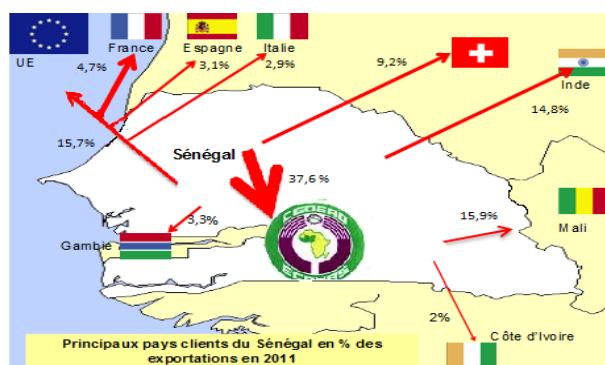 France
Espagne
Italie
UE
4,7%
3,1%
2,9%
9,2%
Inde
14,8%
15,7%
Sénégal
37,6%
CEDEAO
3,3%
15,9%
Gambie
Mali
2%
Côte d'Ivoire
Principaux pays clients du Sénégal en % des
exportations en 2011